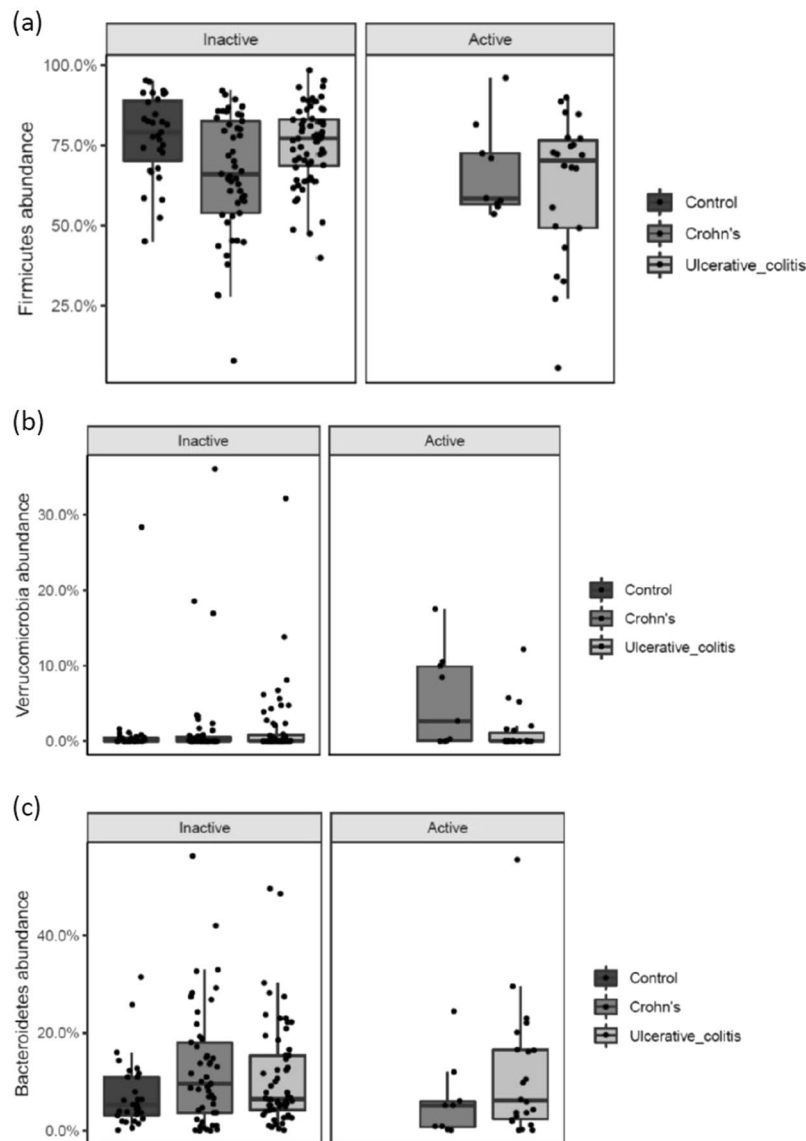 (a)
Inactive
Active
Firmicutes abundance
100.0%
75.0%
50.0%
25.0%
Control
Crohn's
Ulcerative_colitis
(b)
Inactive
Active
Verrucomicrobia abundance
30.0%
20.0%
10.0%
0.0%
Control
Crohn's
Ulcerative_colitis
(c)
Inactive
Active
Bacteroidetes abundance
40.0%
20.0%
0.0%
Control
Crohn's
Ulcerative_colitis